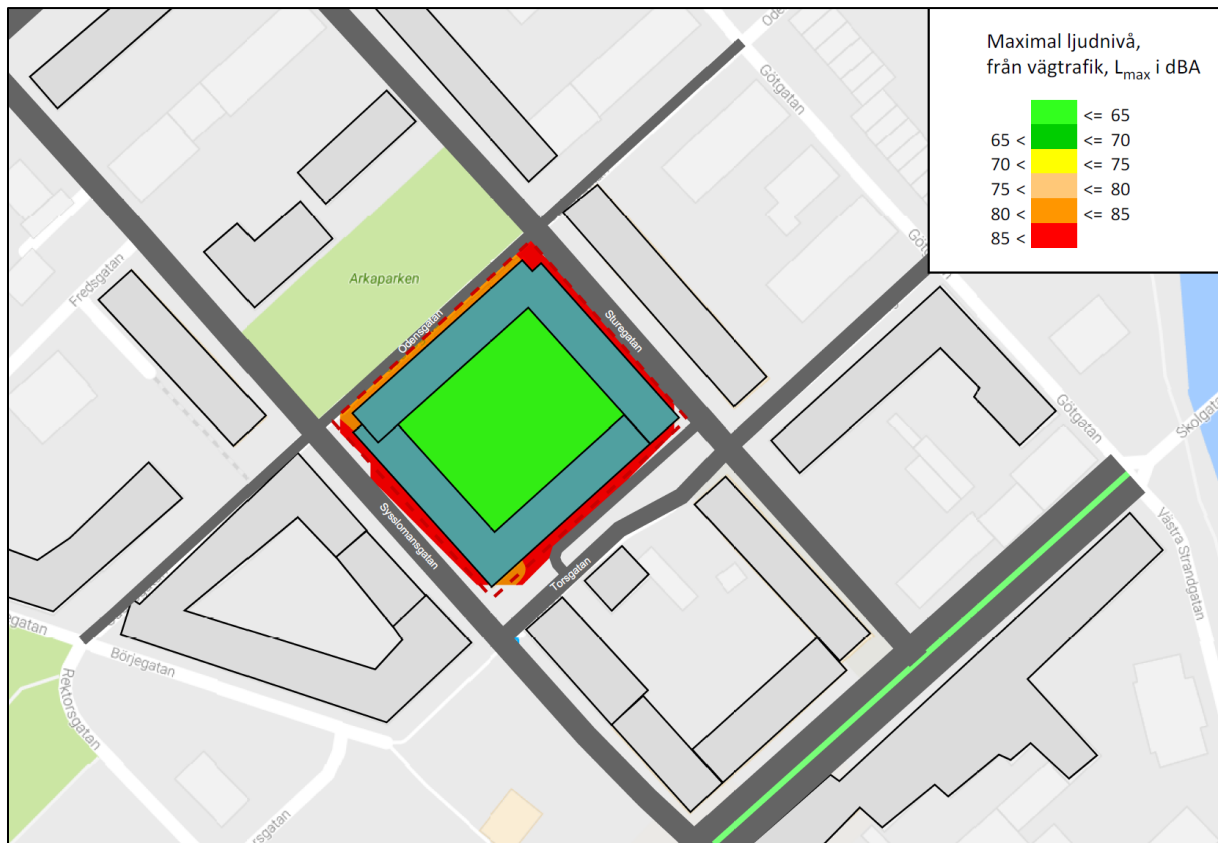 Maximal ljudnivå,
från vägtrafik, Lmax i dBA
<= 65
65 < <= 70
70 < <= 75
75 < <= 80
80 < <= 85
85 <
Götgatan
Arkaparken
Fredsgatan
Odensgatan
Sturegatan
Götgatan
Skolgatan
Sysslomansgatan
Västra Strandgatan
Torsgatan
Börjegatan
Rektorsgatan